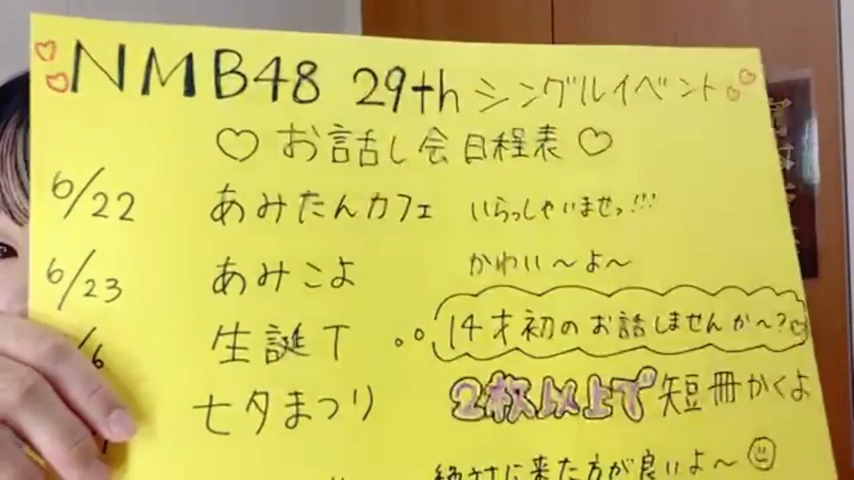 NMB48 29th シングルイベント
お話し会日程表
6/22 あみたんカフェ いらっしゃいませっ!!!
6/23 あみこよ かわいい〜よ〜
/6 生誕T 14才初のお話しませんか〜?
七夕まつり 2枚以上で短冊かくよ
絶対に来た方が良いよ〜